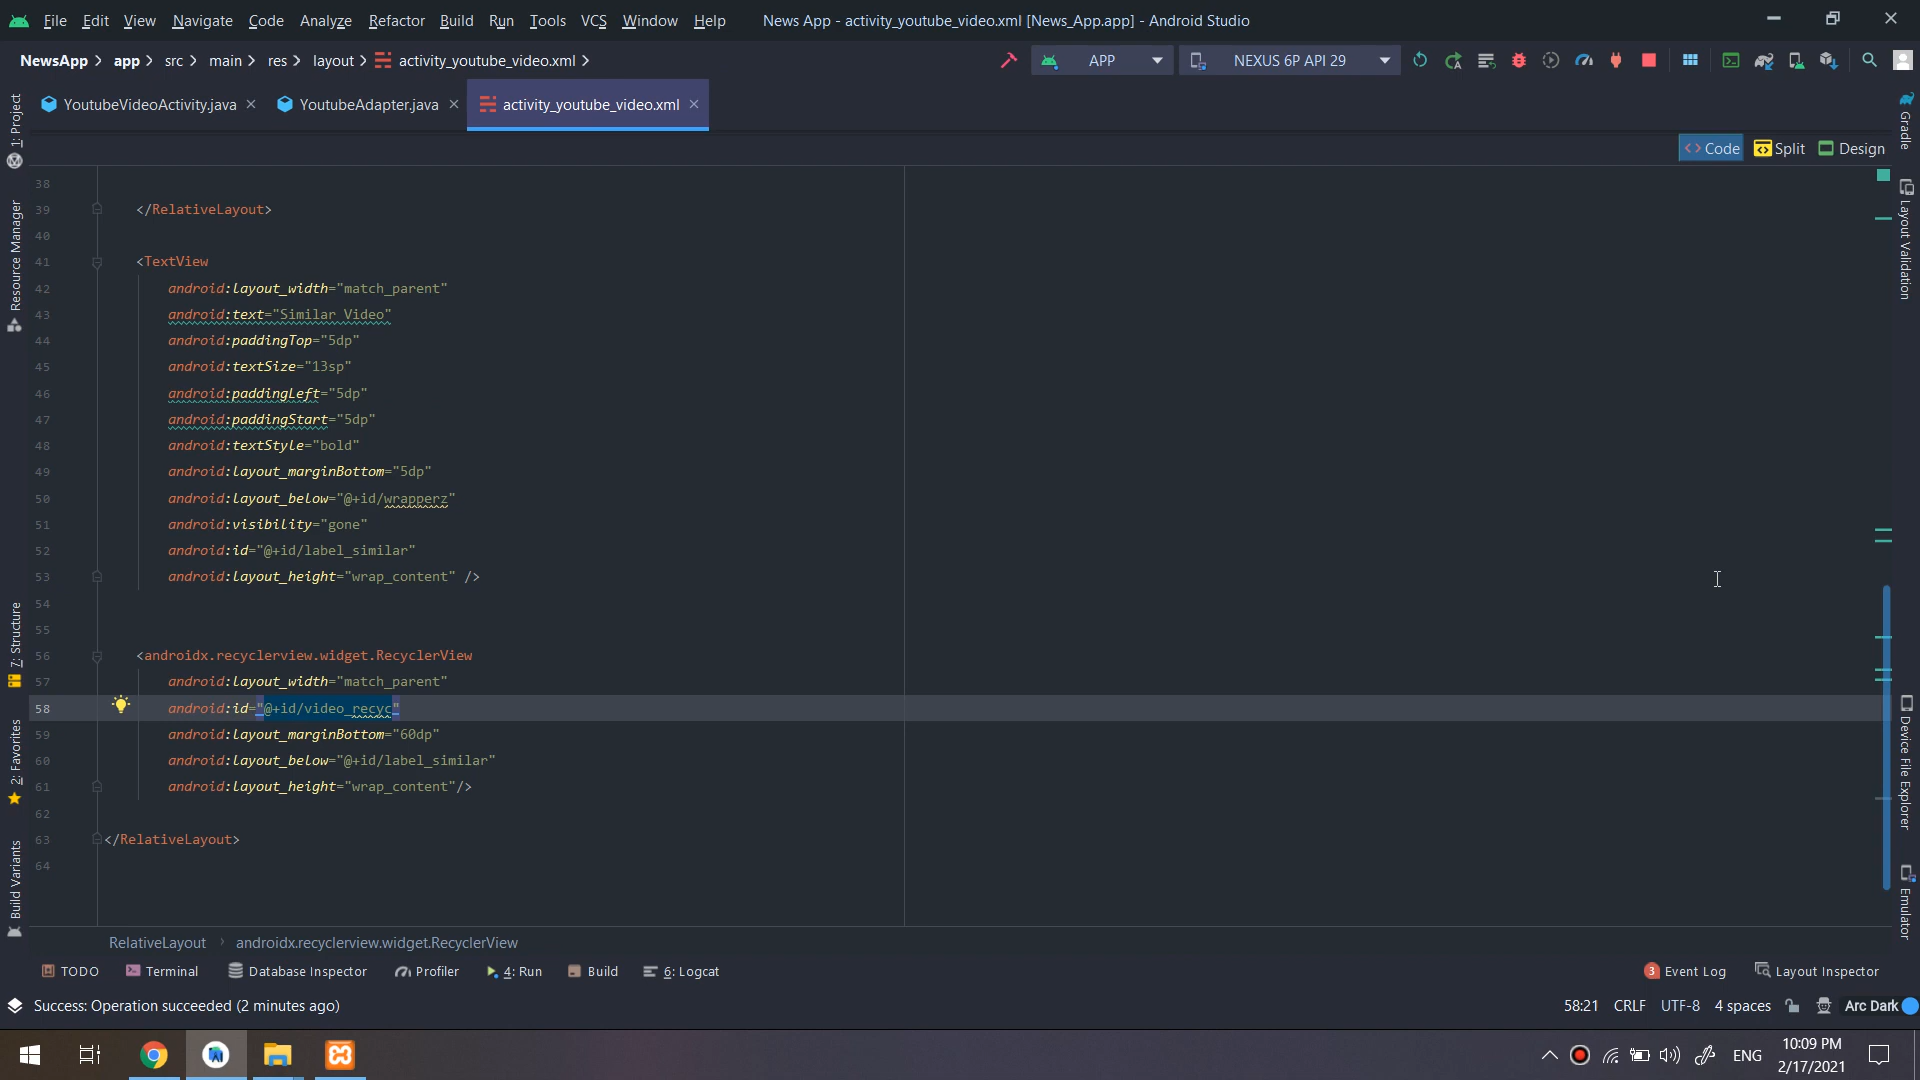 File Edit View Navigate Code Analyze Refactor Build Run Tools VCS Window Help News App - activity_youtube_video.xml [News_App.app] - Android Studio
NewsApp app src main res layout activity_youtube_video.xml APP NEXUS 6P API 29
YoutubeVideoActivity.java YoutubeAdapter.java activity_youtube_video.xml
Code Split Design
38
39 </RelativeLayout>
40
41 <TextView
42 android:layout_width="match_parent"
43 android:text="Similar Video"
44 android:paddingTop="5dp"
45 android:textSize="13sp"
46 android:paddingLeft="5dp"
47 android:paddingStart="5dp"
48 android:textStyle="bold"
49 android:layout_marginBottom="5dp"
50 android:layout_below="@+id/wrapperz"
51 android:visibility="gone"
52 android:id="@+id/label_similar"
53 android:layout_height="wrap_content" />
54
55
56 <androidx.recyclerview.widget.RecyclerView
57 android:layout_width="match_parent"
58 android:id="@+id/video_recyc"
59 android:layout_marginBottom="60dp"
60 android:layout_below="@+id/label_similar"
61 android:layout_height="wrap_content"/>
62
63 </RelativeLayout>
64
RelativeLayout androidx.recyclerview.widget.RecyclerView
1: Project
Resource Manager
7: Structure
2: Favorites
Build Variants
Gradle
Layout Validation
Device File Explorer
Emulator
TODO Terminal Database Inspector Profiler 4: Run Build 6: Logcat 3 Event Log Layout Inspector
Success: Operation succeeded (2 minutes ago) 58:21 CRLF UTF-8 4 spaces Arc Dark
ENG 10:09 PM
2/17/2021